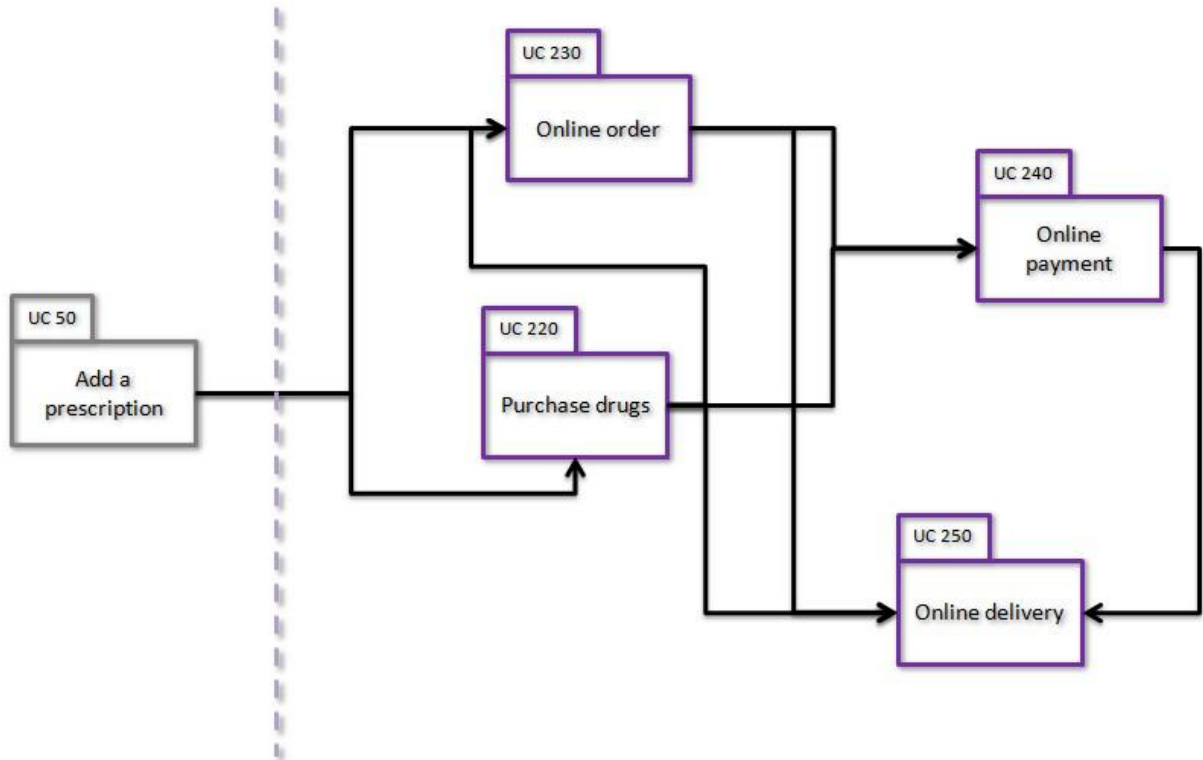 UC 230
Online order
UC 240
Online
payment
UC 50
Add a
prescription
UC 220
Purchase drugs
UC 250
Online delivery